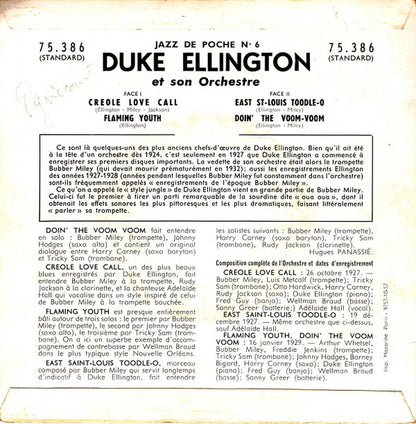 75.386
(STANDARD)
JAZZ DE POCHE No 6
DUKE ELLINGTON
et son Orchestre
75.386
(STANDARD)
FACE I
CREOLE LOVE CALL
(Ellington - Miley - Jackson)
FLAMING YOUTH
(Ellington)
FACE II
EAST ST-LOUIS TOODLE-O
(Ellington - Miley)
DOIN' THE VOOM-VOOM
(Ellington)
Ce sont là quelques-uns des plus anciens chefs-d'œuvre de Duke Ellington. Bien qu'il ait été
à la tête d'un orchestre dès 1924, c'est seulement en 1927 que Duke Ellington a commencé à
enregistrer ses premiers disques importants. La vedette de son orchestre était alors le trompette
Bubber Miley (qui devait mourir prématurément en 1932); aussi les enregistrements Ellington
des années 1927-1928 (années pendant lesquelles Bubber Miley fut constamment dans l'orchestre)
sont-ils fréquemment appelés « enregistrements de l'époque Bubber Miley ».
Ce qu'on a appelé le « style jungle » de Duke Ellington vient en grande partie de Bubber Miley.
Celui-ci fut le premier à tirer un parti remarquable de la sourdine dite « oua oua », dont il
obtenait les effets sonores les plus pittoresques et les plus dramatiques, faisant littéralement
« parler » sa trompette.
DOIN' THE VOOM VOOM fait entendre
en solo : Bubber Miley (trompette), Johnny
Hodges (saxo alto) et contient un original
dialogue entre Harry Carney (saxo baryton)
et Tricky Sam (trombone).
CREOLE LOVE CALL, un des plus beaux
blues enregistrés par Duke Ellington, fait
entendre Bubber Miley à la trompette, Rudy
Jackson à la clarinette, et la chanteuse Adelaïde
Hall qui vocalise dans un style inspiré de celui
de Bubber Miley à la trompette bouchée.
FLAMING YOUTH est presque entièrement
bâti autour de trois solos : le premier par Bubber
Miley (trompette), le second par Johnny Hodges
(saxo alto), le troisième par Tricky Sam (trombone).
On a ici un superbe exemple d'accompagnement
de contrebasse par Wellman Braud
dans le plus typique style Nouvelle Orléans.
EAST SAINT-LOUIS TOODLE-O, morceau
composé par Bubber Miley qui servit longtemps
d'indicatif à Duke Ellington, fait entendre
les solistes suivants : Bubber Miley (trompette),
Harry Carney (saxo baryton), Tricky Sam
(trombone), Rudy Jackson (clarinette).
Hugues PANASSIÉ.
Composition complète de l'Orchestre et dates d'enregistrements
CREOLE LOVE CALL : 26 octobre 1927. —
Bubber Miley, Louis Metcalf (trompette); Tricky
Sam (trombone); Otto Hardwick, Harry Carney,
Rudy Jackson (saxo); Duke Ellington (piano);
Fred Guy (banjo); Wellman Braud (basse);
Sonny Greer (batterie); Adelaïde Hall (chant).
EAST SAINT-LOUIS TOODLE-O : 19 décembre
1927. — Même orchestre que ci-dessus,
sauf Adélaïde Hall.
FLAMING YOUTH, DOIN' THE VOOM
VOOM : 16 janvier 1929. — Arthur Whetsel,
Bubber Miley, Freddie Jenkins (trompette);
Tricky Sam (trombone); Johnny Hodges, Barney
Bigard, Harry Carney (saxo); Duke Ellington
(piano); Fred Guy (banjo); Wellman Braud
(basse); Sonny Greer (batterie).
Imp. Mazarine Paris - 9357-10-57